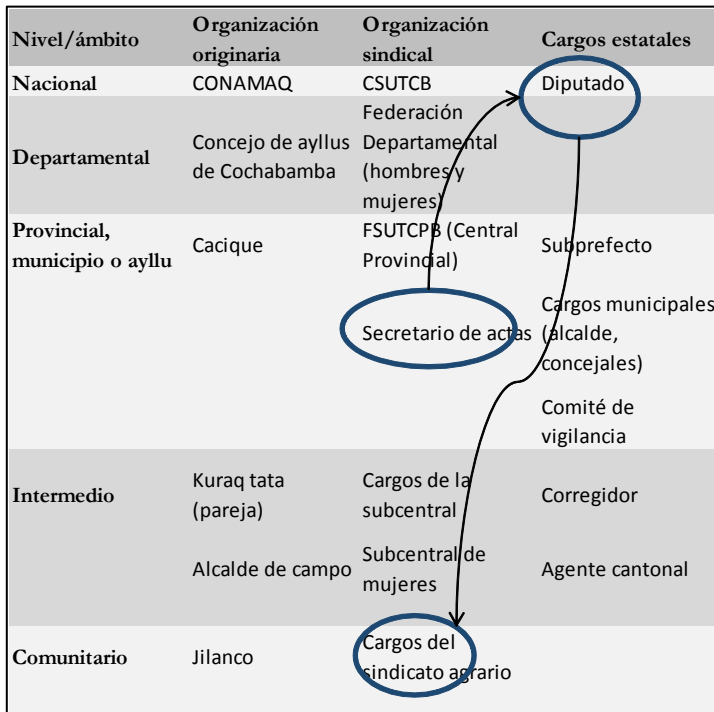 Nivel/ámbito
Organización
originaria
Organización
sindical
Cargos estatales
Nacional
CONAMAQ
CSUTCB
Diputado
Departamental
Concejo de ayllus
de Cochabamba
Federación
Departamental
(hombres y
mujeres)
Provincial,
municipio o ayllu
Cacique
FSUTCPB (Central
Provincial)
Subprefecto
Secretario de actas
Cargos municipales
(alcalde,
concejales)
Comité de
vigilancia
Intermedio
Kuraq tata
(pareja)
Cargos de la
subcentral
Corregidor
Alcalde de campo
Subcentral de
mujeres
Agente cantonal
Comunitario
Jilanco
Cargos del
sindicato agrario